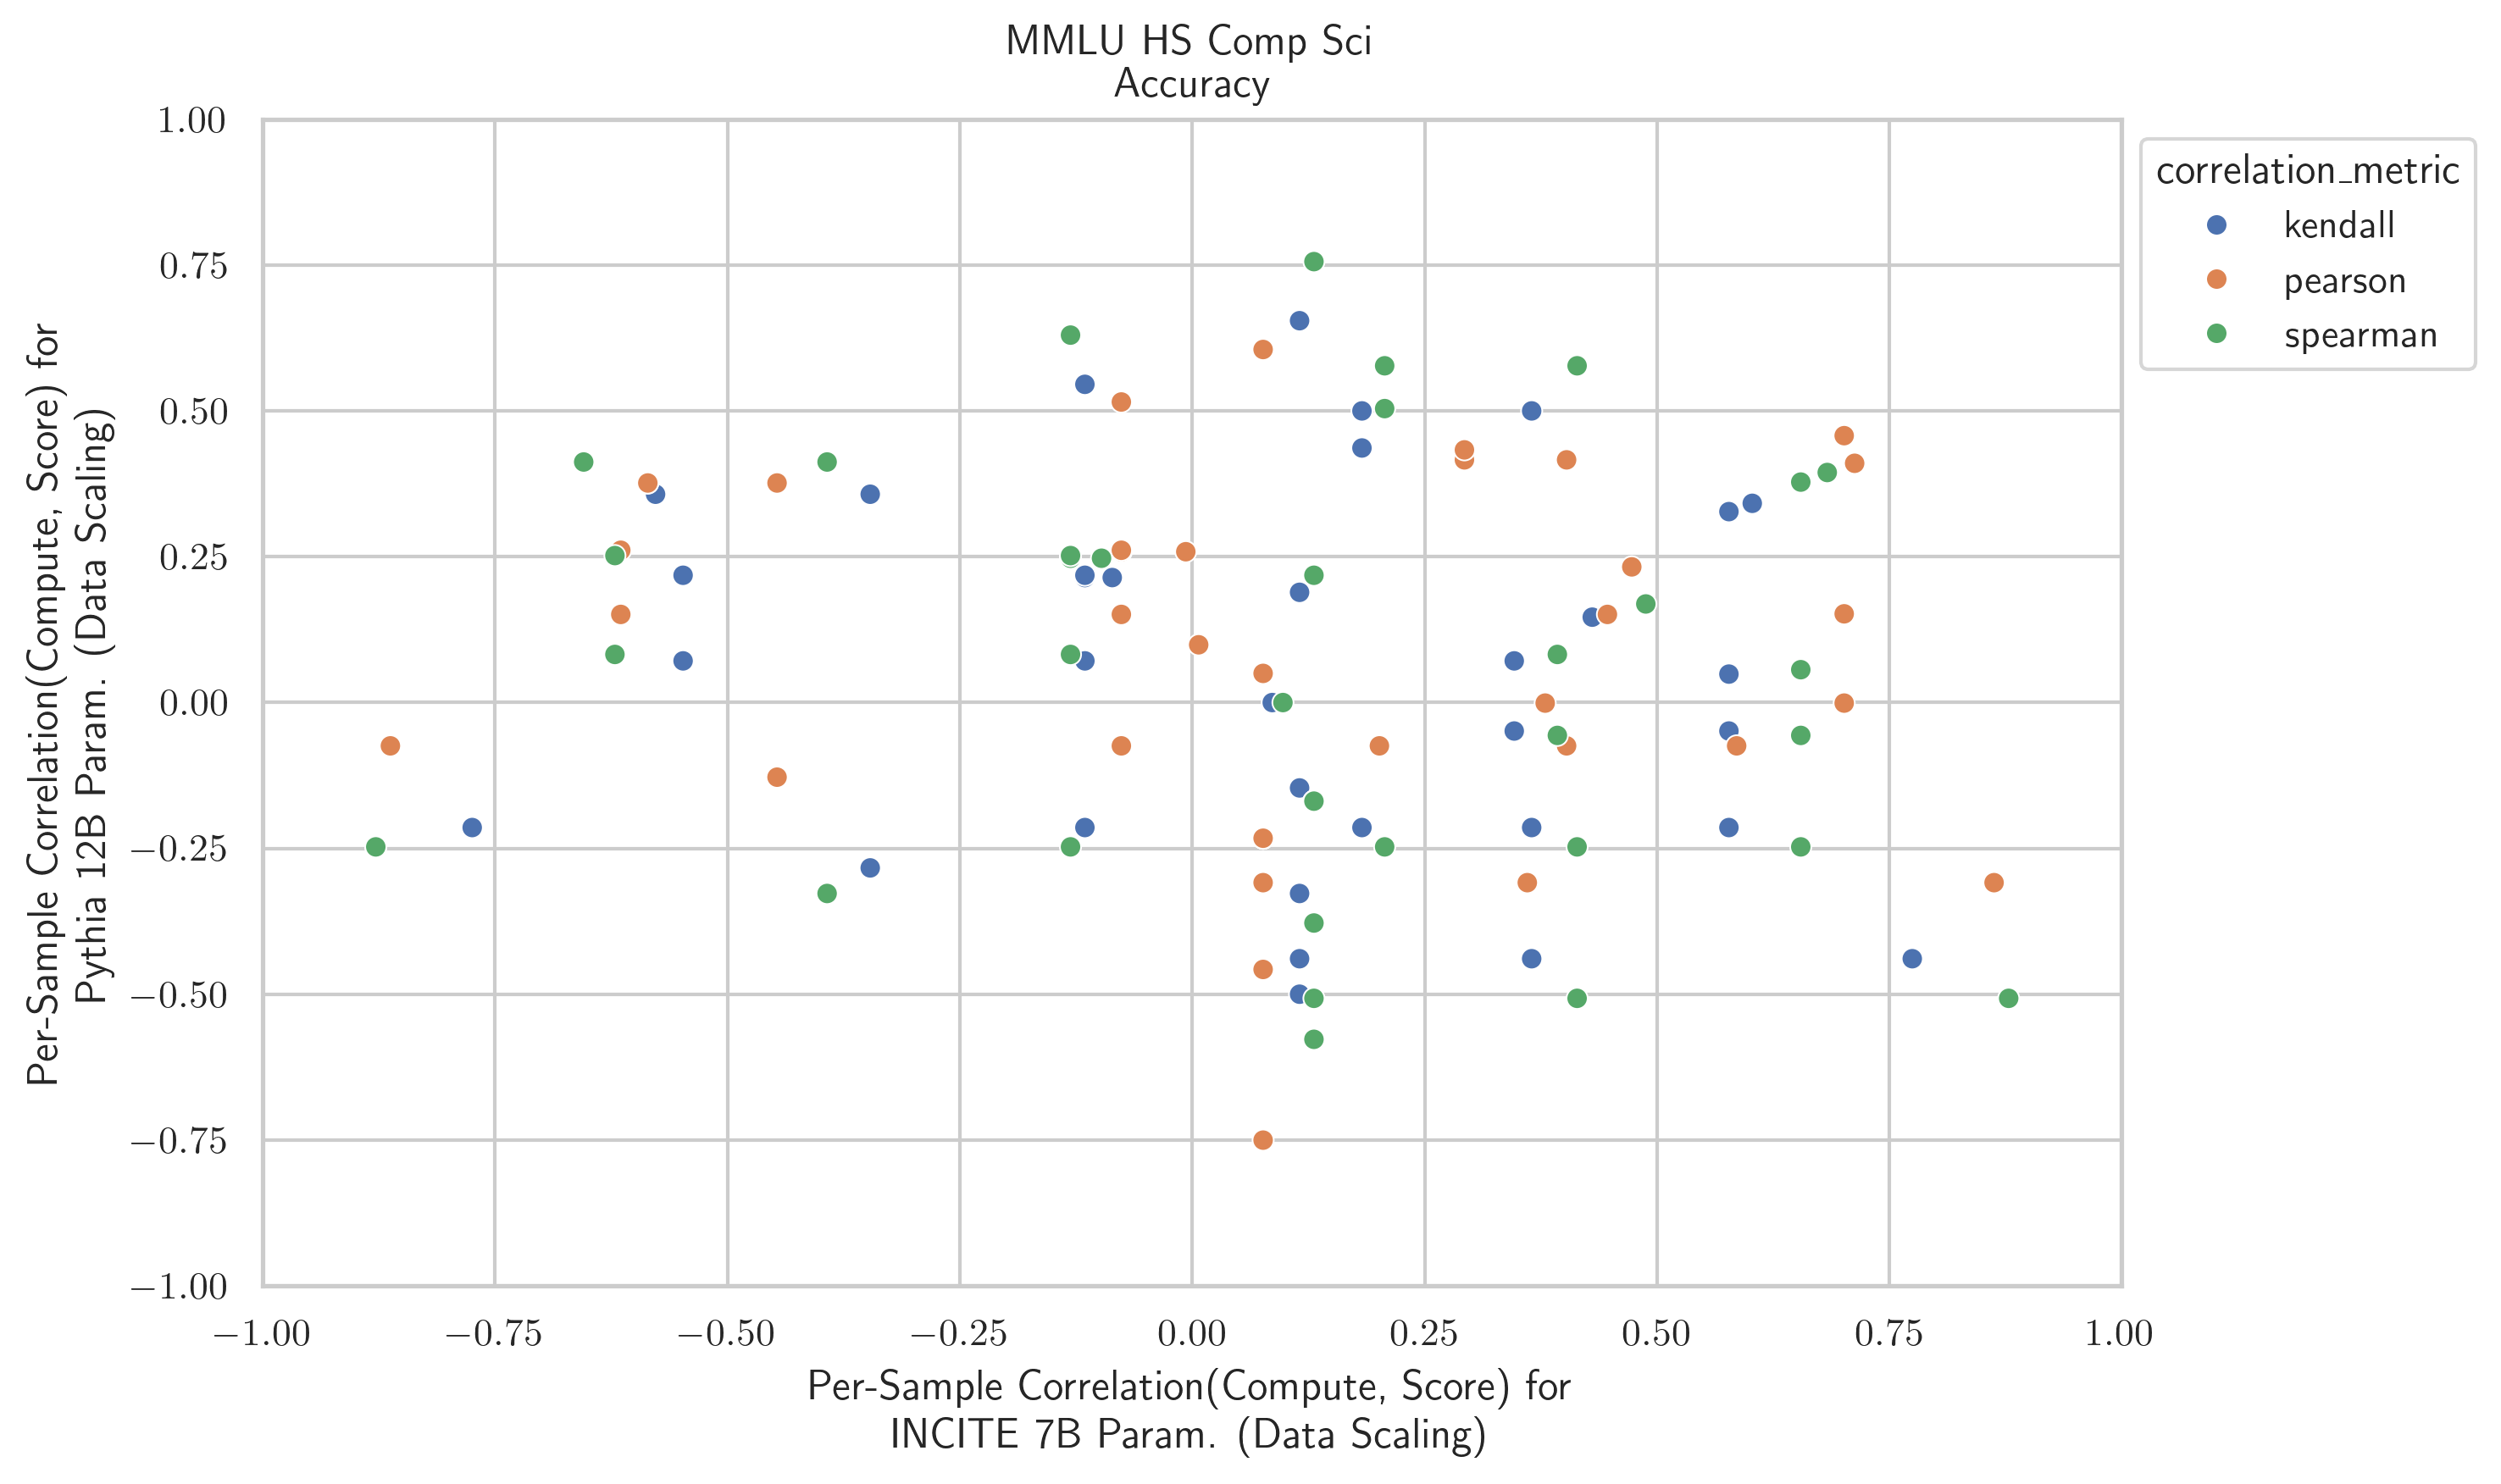 MMLU HS Comp Sci
Accuracy
1.00
0.75
0.50
0.25
0.00
−0.25
−0.50
−0.75
−1.00
Per-Sample Correlation(Compute, Score) for
Pythia 12B Param. (Data Scaling)
correlation_metric
kendall
pearson
spearman
−1.00 −0.75 −0.50 −0.25 0.00 0.25 0.50 0.75 1.00
Per-Sample Correlation(Compute, Score) for
INCITE 7B Param. (Data Scaling)